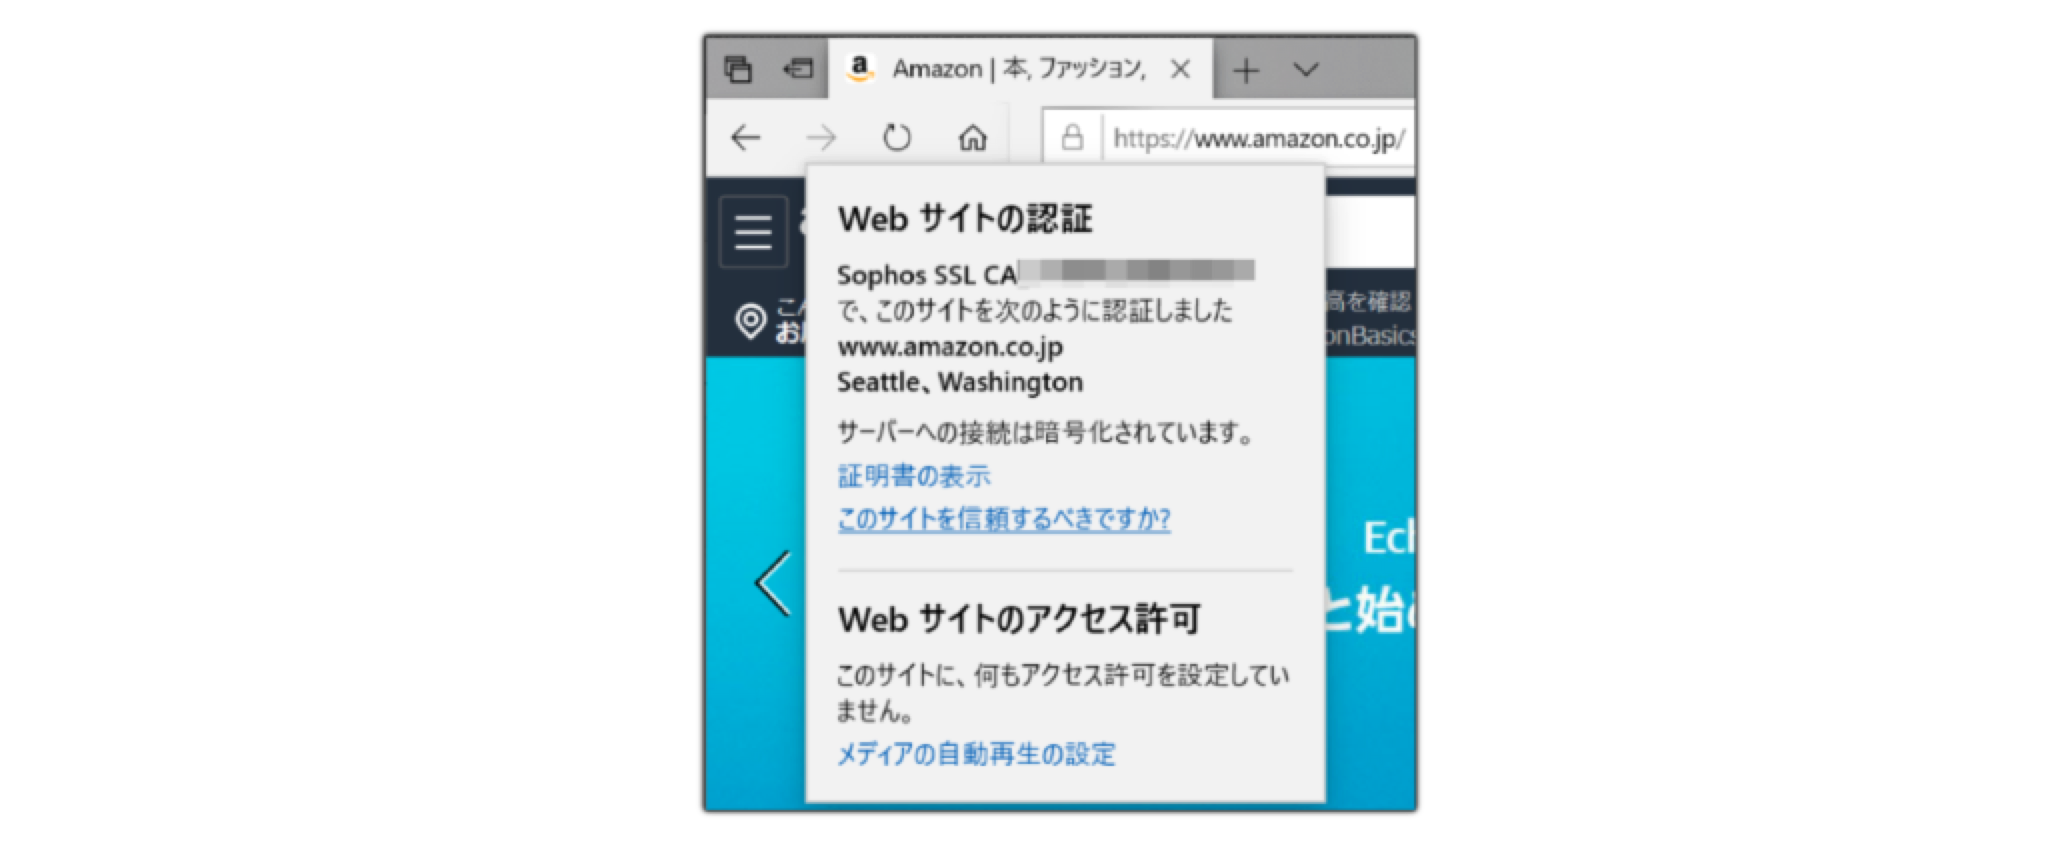 Amazon | 本, ファッション,
https://www.amazon.co.jp/
Web サイトの認証
Sophos SSL CA
で、このサイトを次のように認証しました
www.amazon.co.jp
Seattle、Washington
サーバーへの接続は暗号化されています。
証明書の表示
このサイトを信頼するべきですか?
Web サイトのアクセス許可
このサイトに、何もアクセス許可を設定してい
ません。
メディアの自動再生の設定
高を確認
onBasics
Ech
と始め